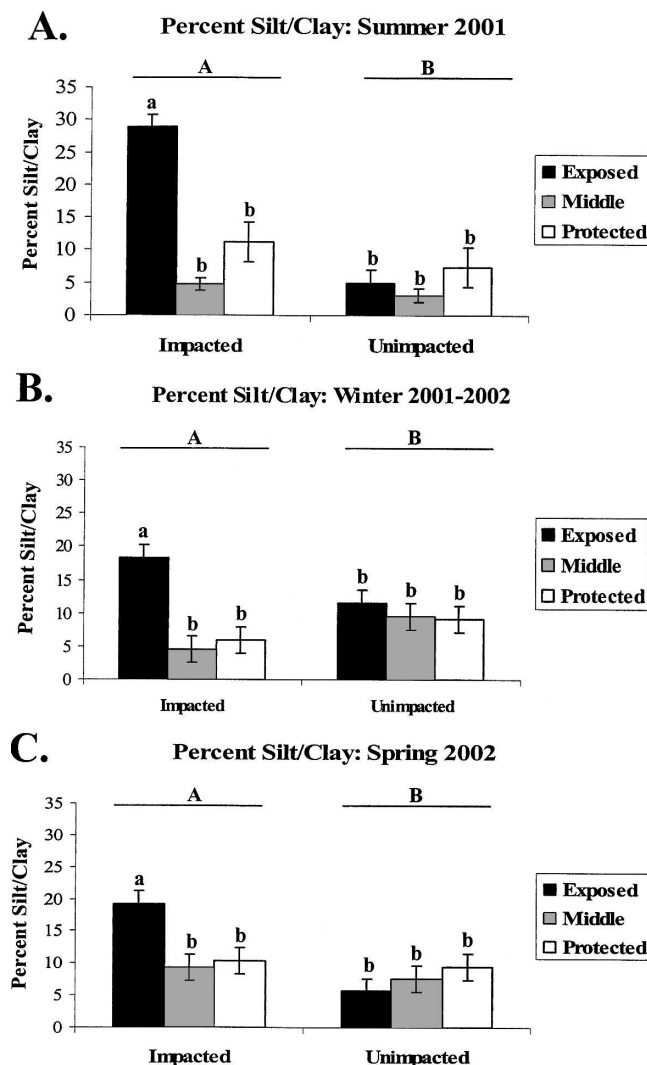 A.
Percent Silt/Clay: Summer 2001
A B
35
30
25
20
15
10
5
0
Percent Silt/Clay
a
b
b
b
b
b
Impacted Unimpacted
Exposed
Middle
Protected
B.
Percent Silt/Clay: Winter 2001-2002
A B
35
30
25
20
15
10
5
0
Percent Silt/Clay
a
b
b
b
b
b
Impacted Unimpacted
Exposed
Middle
Protected
C.
Percent Silt/Clay: Spring 2002
A B
35
30
25
20
15
10
5
0
Percent Silt/Clay
a
b
b
b
b
b
Impacted Unimpacted
Exposed
Middle
Protected